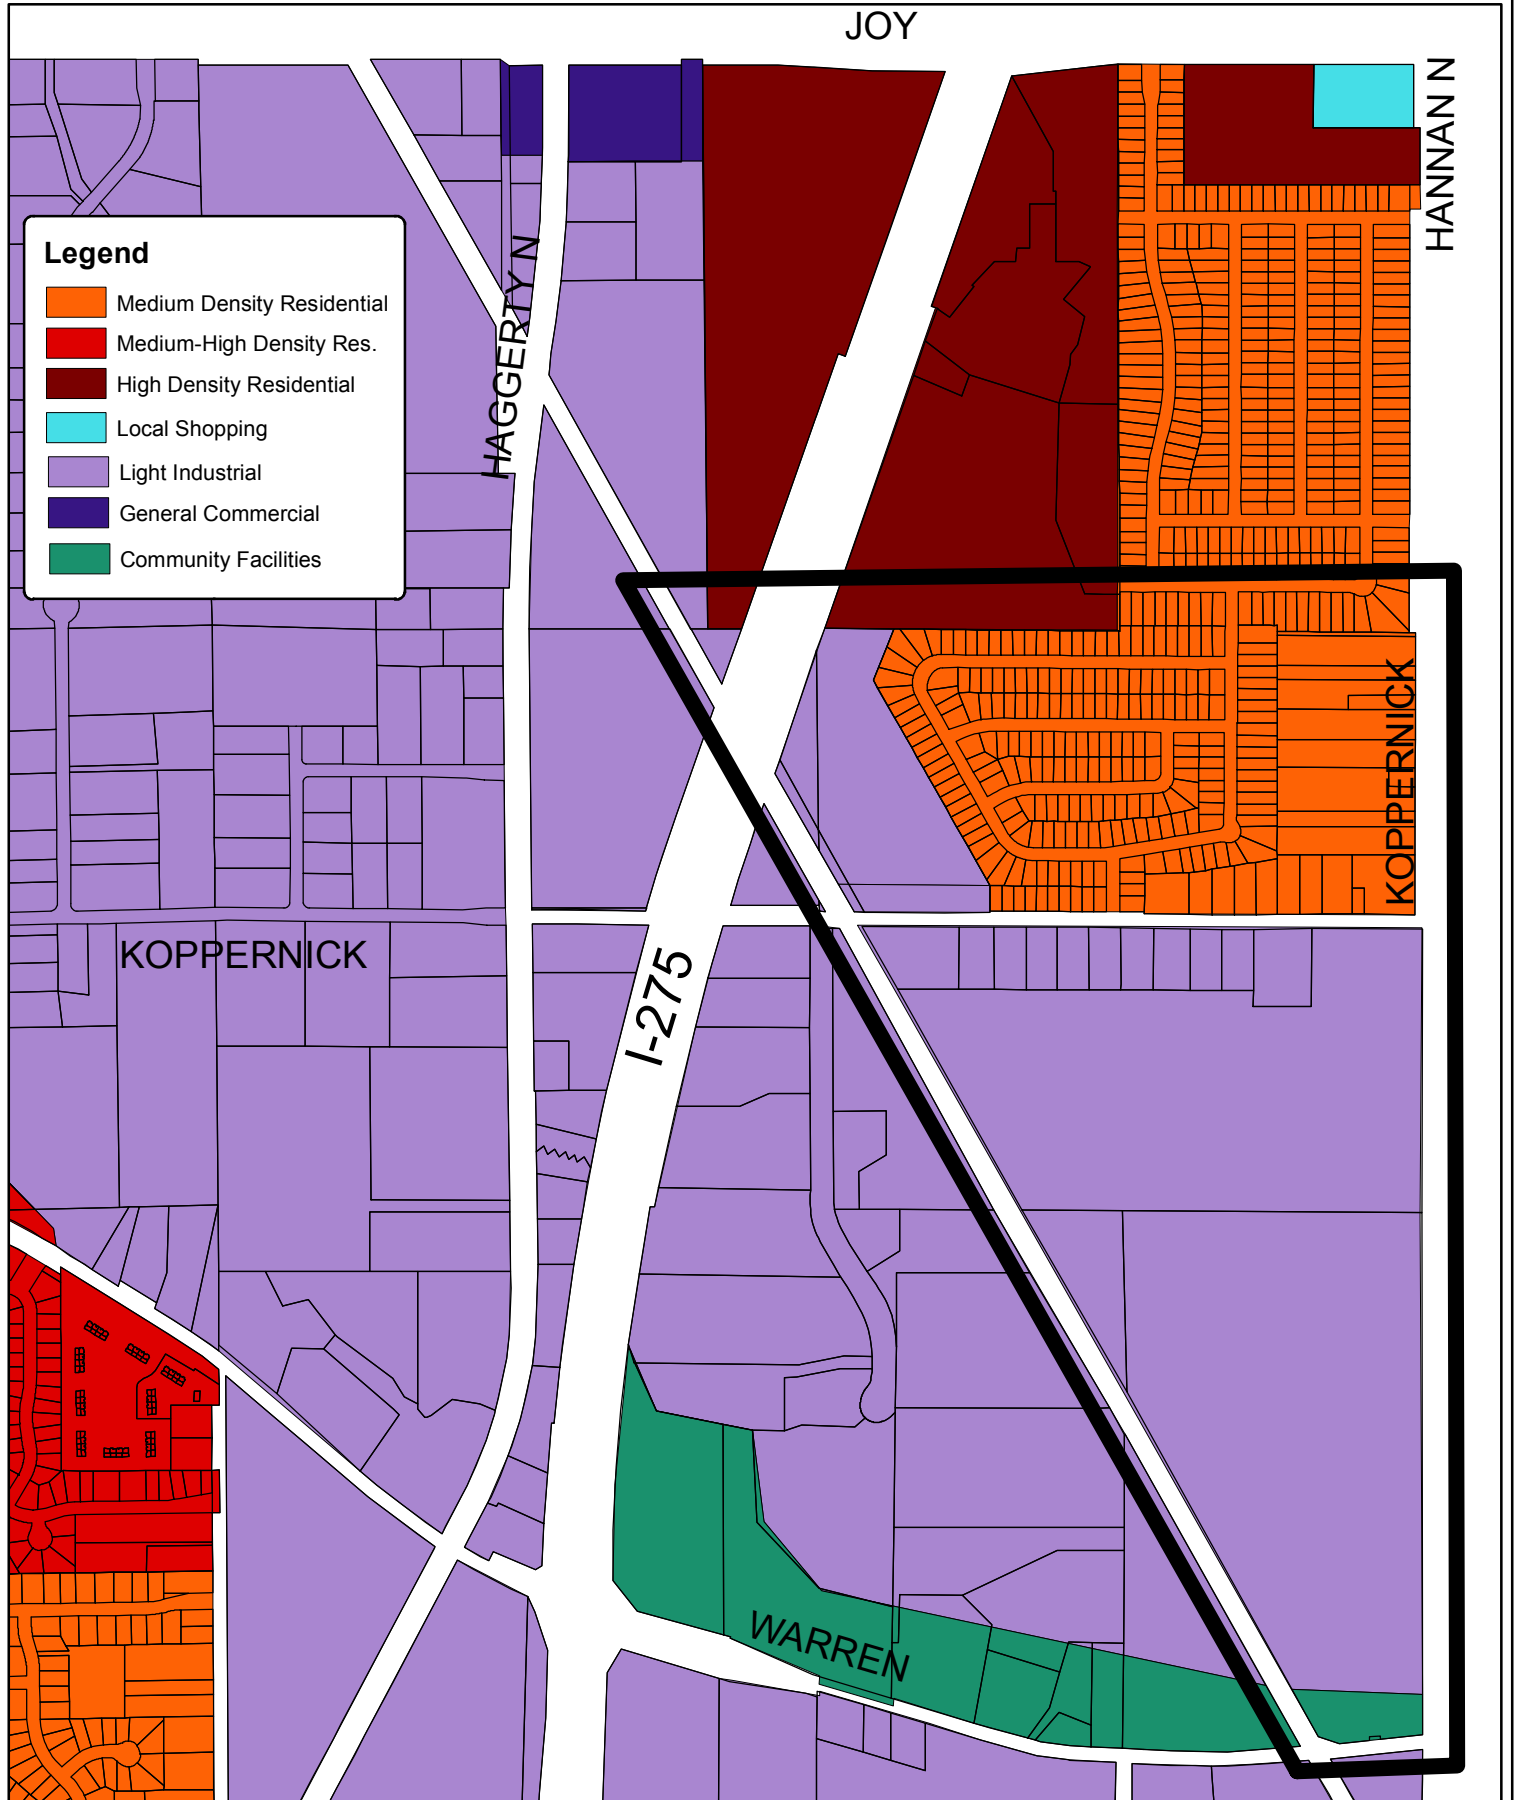 JOY
HANNAN N
HAGGERTY N
Legend
Medium Density Residential
Medium-High Density Res.
High Density Residential
Local Shopping
Light Industrial
General Commercial
Community Facilities
KOPPERNICK
KOPPERNICK
I-275
WARREN